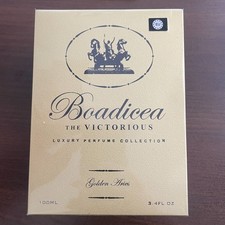 Boadicea
THE VICTORIOUS
LUXURY PERFUME COLLECTION
Golden Aries
100ML
3.4FL OZ